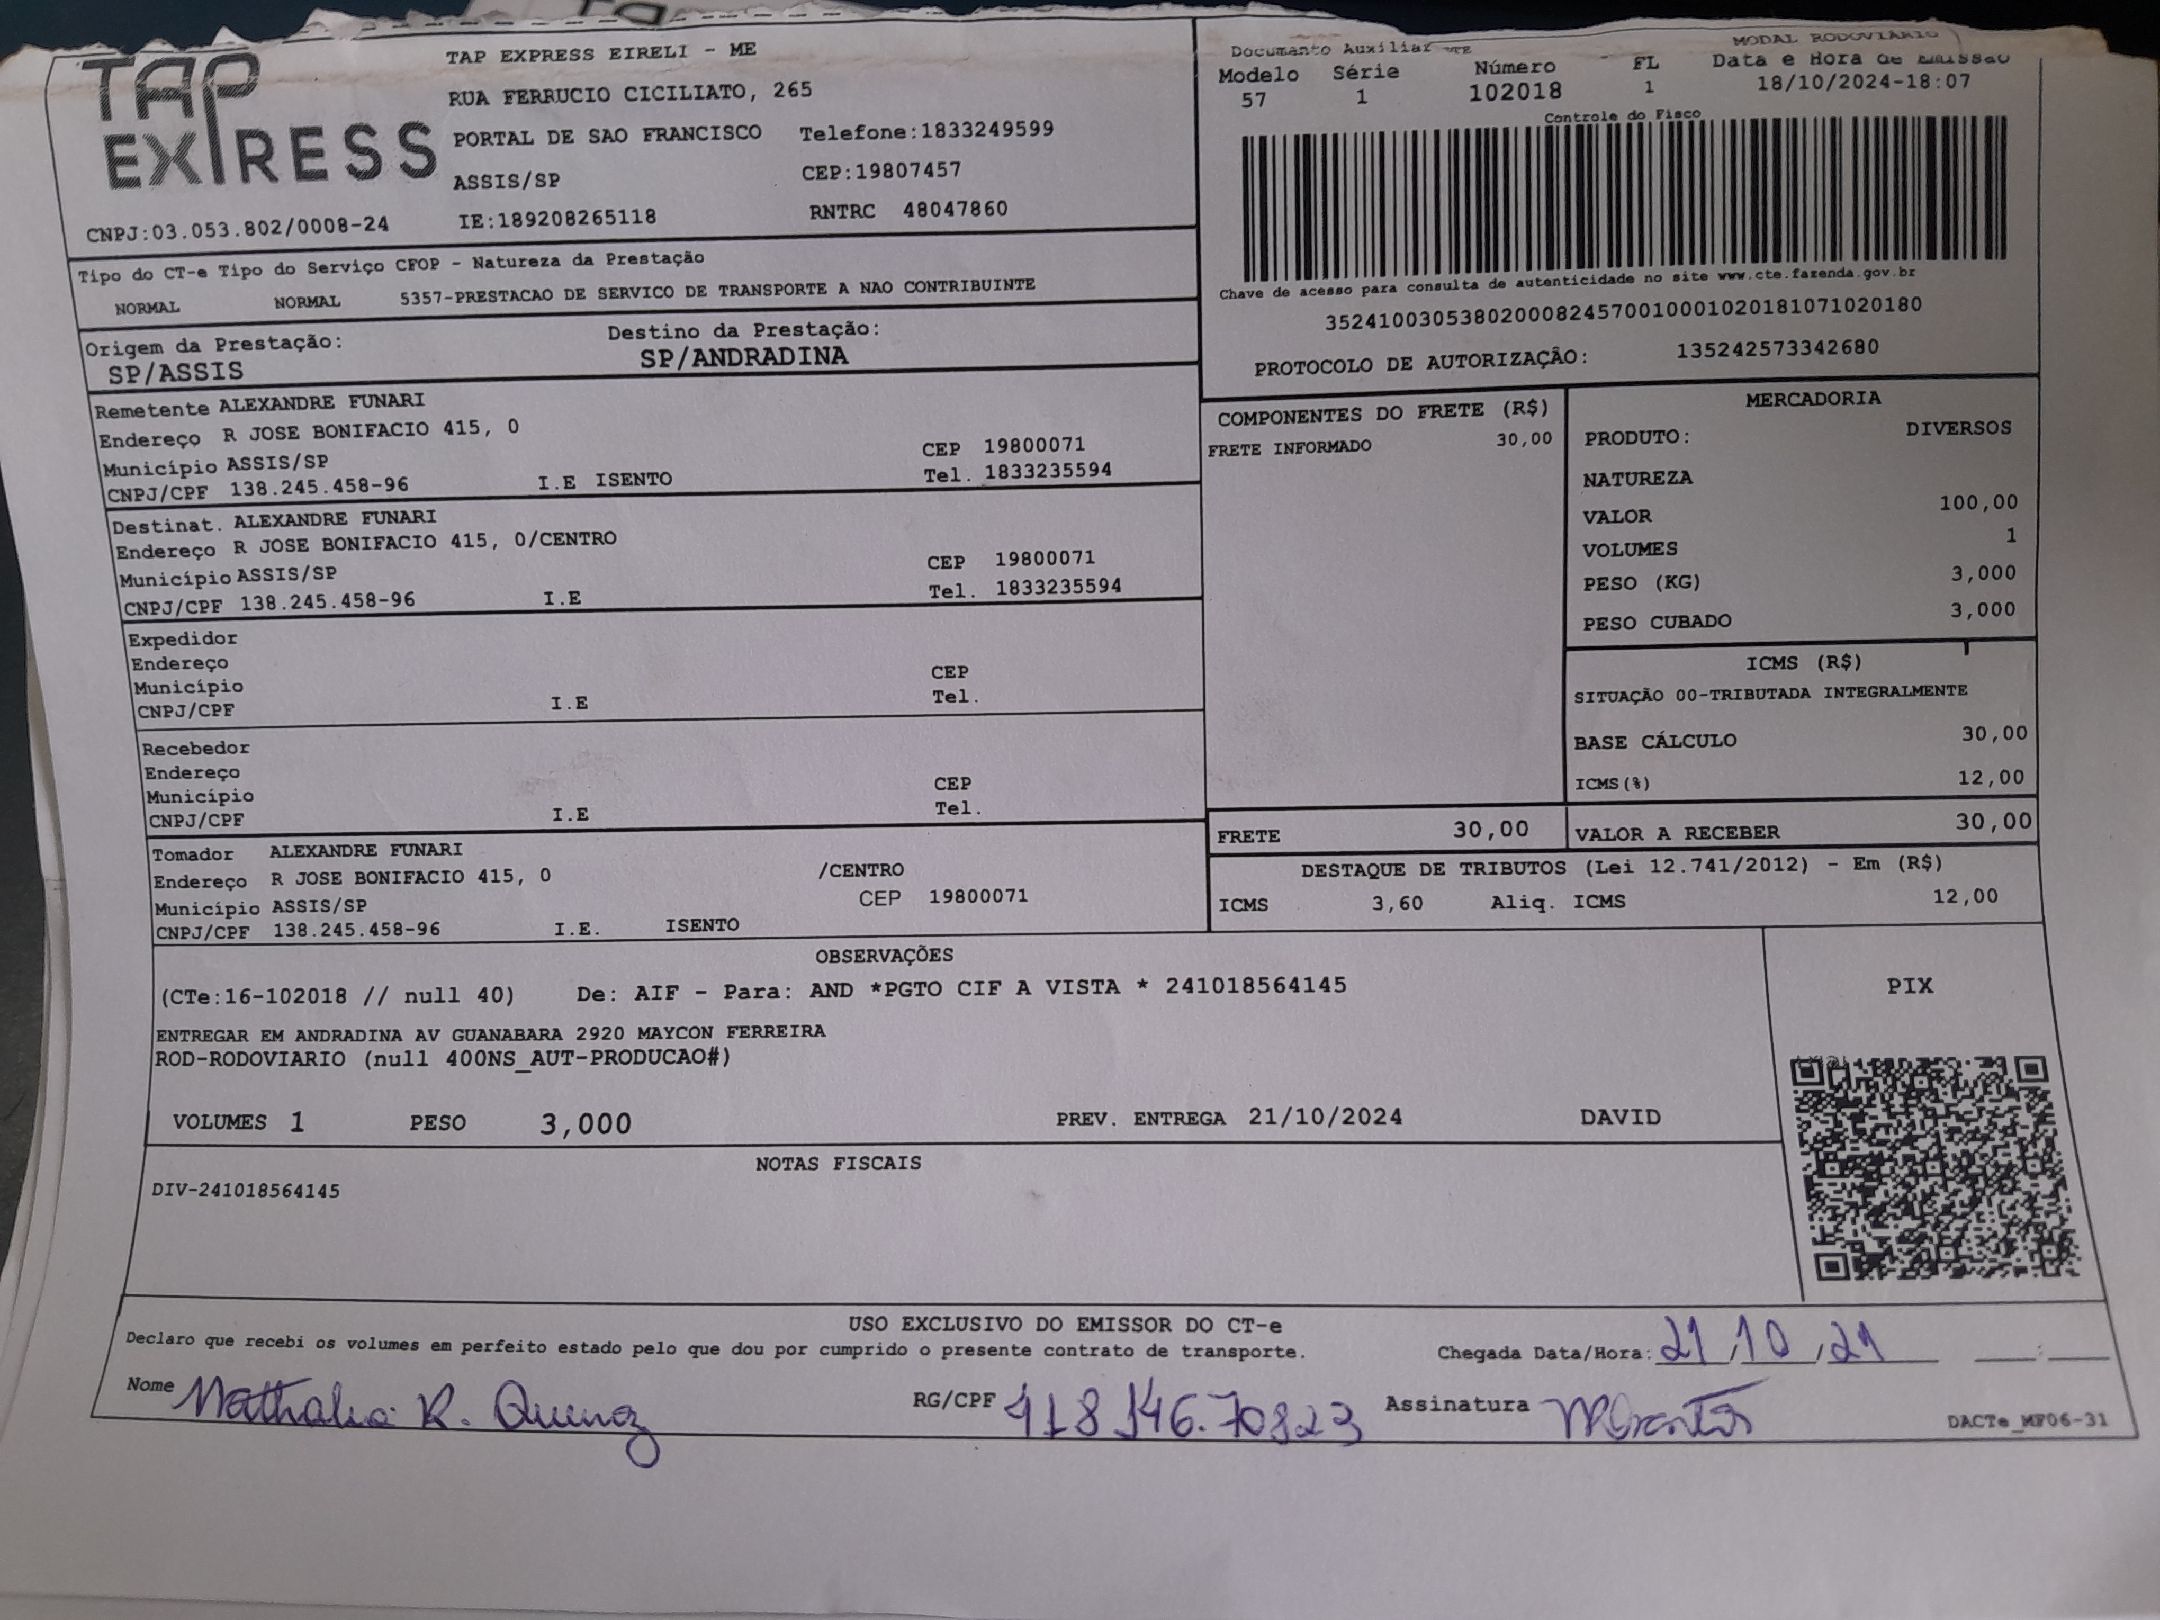 TAP
EXPRESS
TAP EXPRESS EIRELI - ME
RUA FERRUCIO CICILIATO, 265
PORTAL DE SAO FRANCISCO Telefone:1833249599
ASSIS/SP CEP:19807457
CNPJ:03.053.802/0008-24 IE:189208265118 RNTRC 48047860
Documento Auxiliar CTE MODAL RODOVIÁRIO
Modelo Série Número FL Data e Hora de Emissão
57 1 102018 1 18/10/2024-18:07
Controle do Fisco
Chave de acesso para consulta de autenticidade no site www.cte.fazenda.gov.br
35241003053802000824570010001020181071020180
PROTOCOLO DE AUTORIZAÇÃO: 135242573342680
Tipo do CT-e Tipo do Serviço CFOP - Natureza da Prestação
NORMAL NORMAL 5357-PRESTACAO DE SERVICO DE TRANSPORTE A NAO CONTRIBUINTE
Origem da Prestação: Destino da Prestação:
SP/ASSIS SP/ANDRADINA
Remetente ALEXANDRE FUNARI
Endereço R JOSE BONIFACIO 415, 0
Município ASSIS/SP CEP 19800071
CNPJ/CPF 138.245.458-96 I.E ISENTO Tel. 1833235594
Destinat. ALEXANDRE FUNARI
Endereço R JOSE BONIFACIO 415, 0/CENTRO
Município ASSIS/SP CEP 19800071
CNPJ/CPF 138.245.458-96 I.E Tel. 1833235594
Expedidor
Endereço
Município CEP
CNPJ/CPF I.E Tel.
Recebedor
Endereço
Município CEP
CNPJ/CPF I.E Tel.
Tomador ALEXANDRE FUNARI
Endereço R JOSE BONIFACIO 415, 0 /CENTRO
Município ASSIS/SP CEP 19800071
CNPJ/CPF 138.245.458-96 I.E. ISENTO
COMPONENTES DO FRETE (R$)
FRETE INFORMADO 30,00
MERCADORIA
PRODUTO: DIVERSOS
NATUREZA
VALOR 100,00
VOLUMES 1
PESO (KG) 3,000
PESO CUBADO 3,000
ICMS (R$)
SITUAÇÃO 00-TRIBUTADA INTEGRALMENTE
BASE CÁLCULO 30,00
ICMS(%) 12,00
FRETE 30,00 VALOR A RECEBER 30,00
DESTAQUE DE TRIBUTOS (Lei 12.741/2012) - Em (R$)
ICMS 3,60 Aliq. ICMS 12,00
OBSERVAÇÕES
(CTe:16-102018 // null 40) De: AIF - Para: AND *PGTO CIF A VISTA * 241018564145
ENTREGAR EM ANDRADINA AV GUANABARA 2920 MAYCON FERREIRA
ROD-RODOVIARIO (null 400NS_AUT-PRODUCAO#)
VOLUMES 1 PESO 3,000 PREV. ENTREGA 21/10/2024 DAVID
PIX
NOTAS FISCAIS
DIV-241018564145
USO EXCLUSIVO DO EMISSOR DO CT-e
Declaro que recebi os volumes em perfeito estado pelo que dou por cumprido o presente contrato de transporte. Chegada Data/Hora: 21/10/21
Nome Nathalia R. RG/CPF 418 146.70823 Assinatura
DACTe_MF06-31